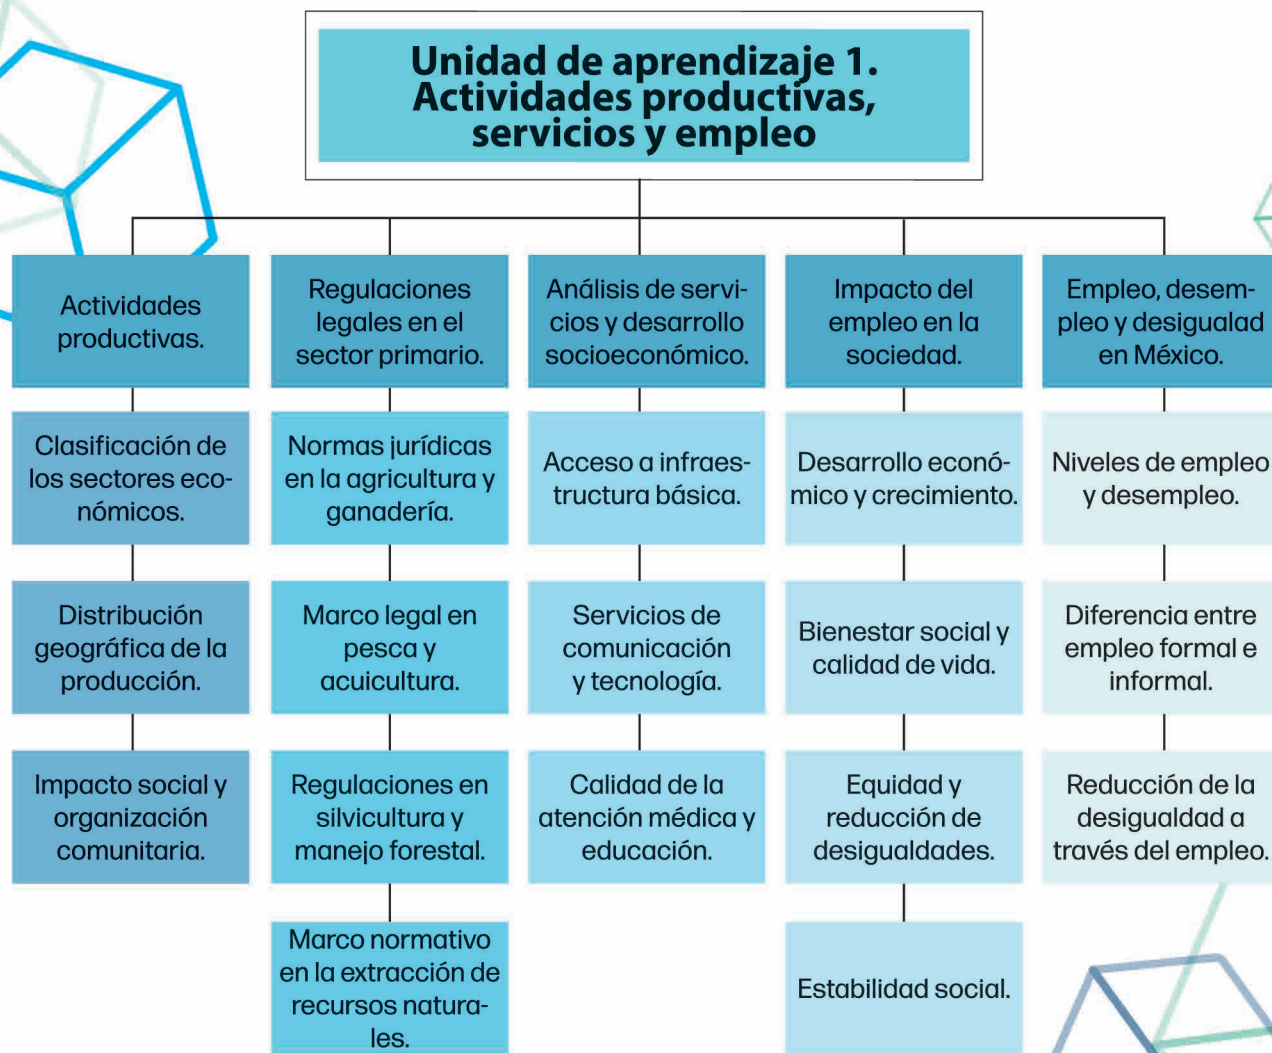 Unidad de aprendizaje 1.
Actividades productivas,
servicios y empleo
Actividades
productivas.
Clasificación de
los sectores eco-
nómicos.
Distribución
geográfica de la
producción.
Impacto social y
organización
comunitaria.
Regulaciones
legales en el
sector primario.
Normas jurídicas
en la agricultura y
ganadería.
Marco legal en
pesca y
acuicultura.
Regulaciones en
silvicultura y
manejo forestal.
Marco normativo
en la extracción de
recursos natura-
les.
Análisis de servi-
cios y desarrollo
socioeconómico.
Acceso a infraes-
tructura básica.
Servicios de
comunicación
y tecnología.
Calidad de la
atención médica y
educación.
Impacto del
empleo en la
sociedad.
Desarrollo econó-
mico y crecimiento.
Bienestar social y
calidad de vida.
Equidad y
reducción de
desigualdades.
Estabilidad social.
Empleo, desem-
pleo y desigualad
en México.
Niveles de empleo
y desempleo.
Diferencia entre
empleo formal e
informal.
Reducción de la
desigualdad a
través del empleo.